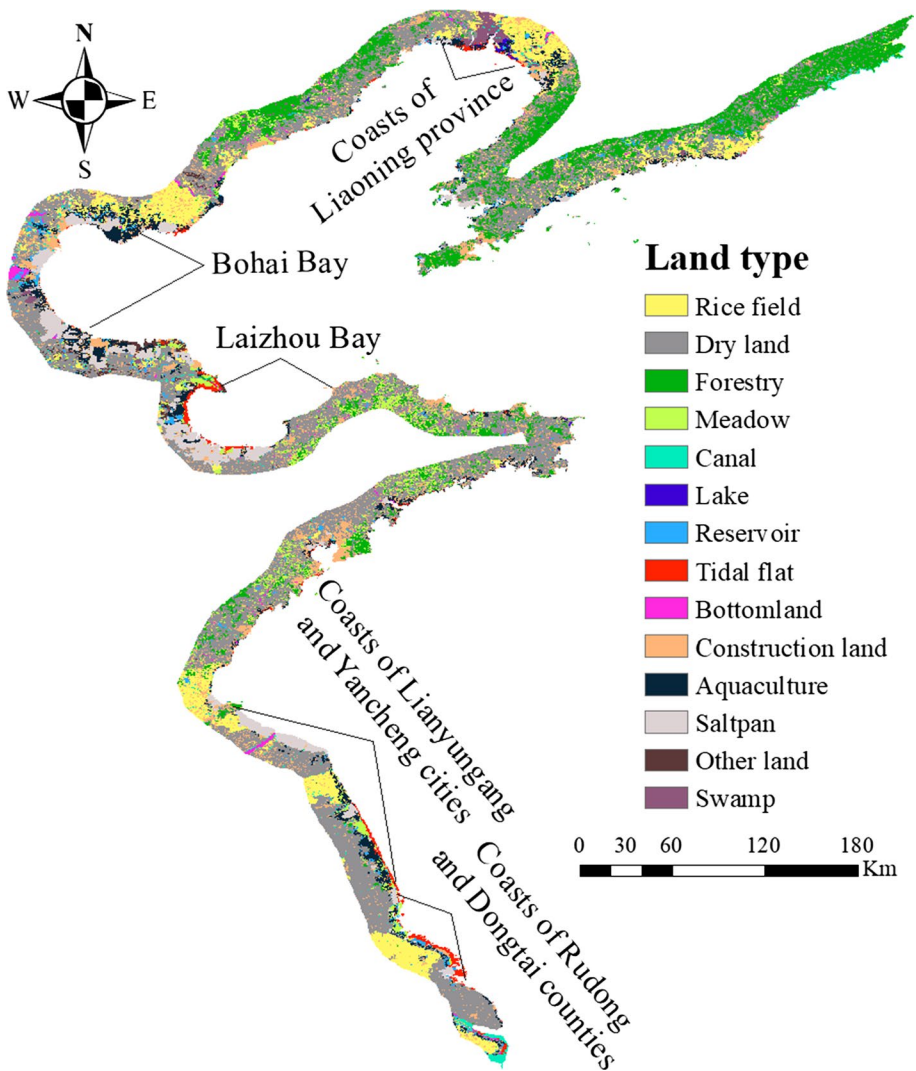 N
W E
S
Coasts of
Liaoning province
Bohai Bay
Laizhou Bay
Coasts of Lianyungang
and Yancheng cities
Coasts of Rudong
and Dongtai counties
Land type
Rice field
Dry land
Forestry
Meadow
Canal
Lake
Reservoir
Tidal flat
Bottomland
Construction land
Aquaculture
Saltpan
Other land
Swamp
0 30 60 120 180
Km